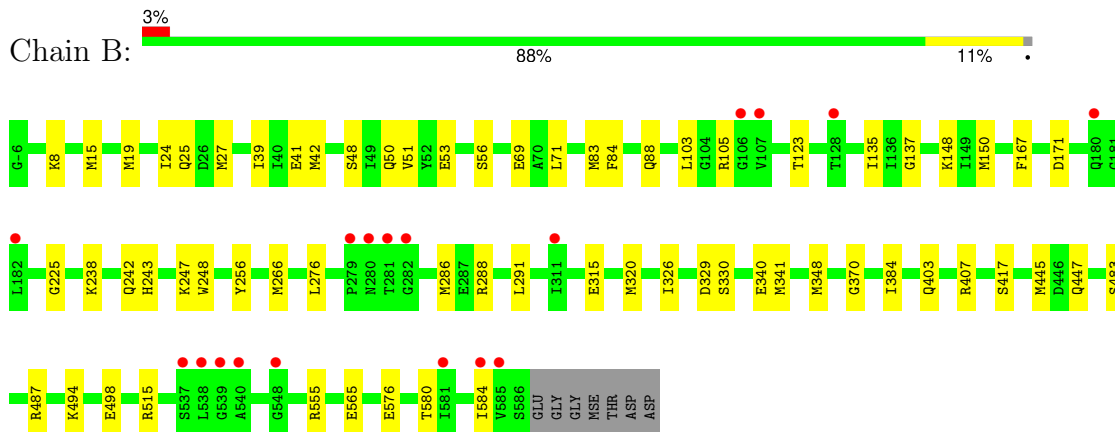 3%
Chain B:
88% 11% •
G-6 K8 M15 M19 I24 Q25 D26 M27 I39 I40 E41 M42 S48 I49 Q50 V51 Y52 E53 S56 E69 A70 L71 M83 F84 Q88 L103 G104 R105 G106 V107 T123 T128 I135 I136 G137 K148 I149 M150 F167 D171 Q180 G181
L182 G225 K238 Q242 H243 K247 W248 Y256 M266 L276 P279 N280 T281 G282 M286 E287 R288 L291 I311 E315 M320 I326 D329 S330 E340 M341 M348 G370 I384 Q403 R407 S417 M445 D446 Q447 S483
R487 K494 E498 R515 S537 L538 G539 A540 G548 R555 E565 E576 T580 I581 I584 V585 S586 GLU GLY GLY MSE THR ASP ASP